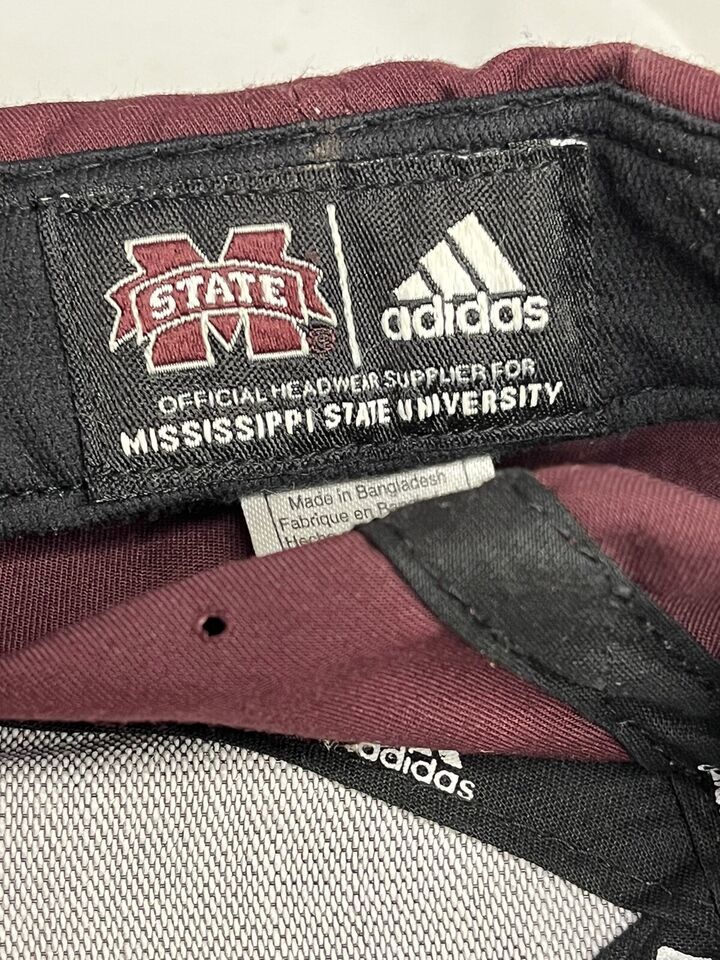 STATE
adidas
OFFICIAL HEADWEAR SUPPLIER FOR
MISSISSIPPI STATE UNIVERSITY
Made in Bangladesh
Fabrique en
adidas